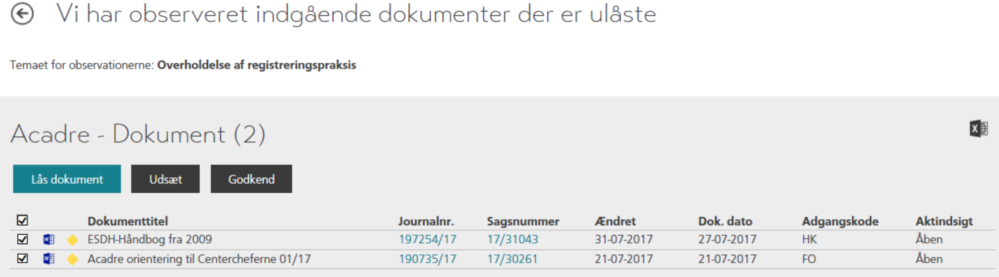 Vi har observeret indgående dokumenter der er ulåste
Temaet for observationerne: Overholdelse af registreringspraksis
Acadre - Dokument (2)
Lås dokument Udsæt Godkend
Dokumenttitel Journalnr. Sagsnummer Ændret Dok. dato Adgangskode Aktindsigt
ESDH-Håndbog fra 2009 197254/17 17/31043 31-07-2017 27-07-2017 HK Åben
Acadre orientering til Centercheferne 01/17 190735/17 17/30261 21-07-2017 21-07-2017 FO Åben